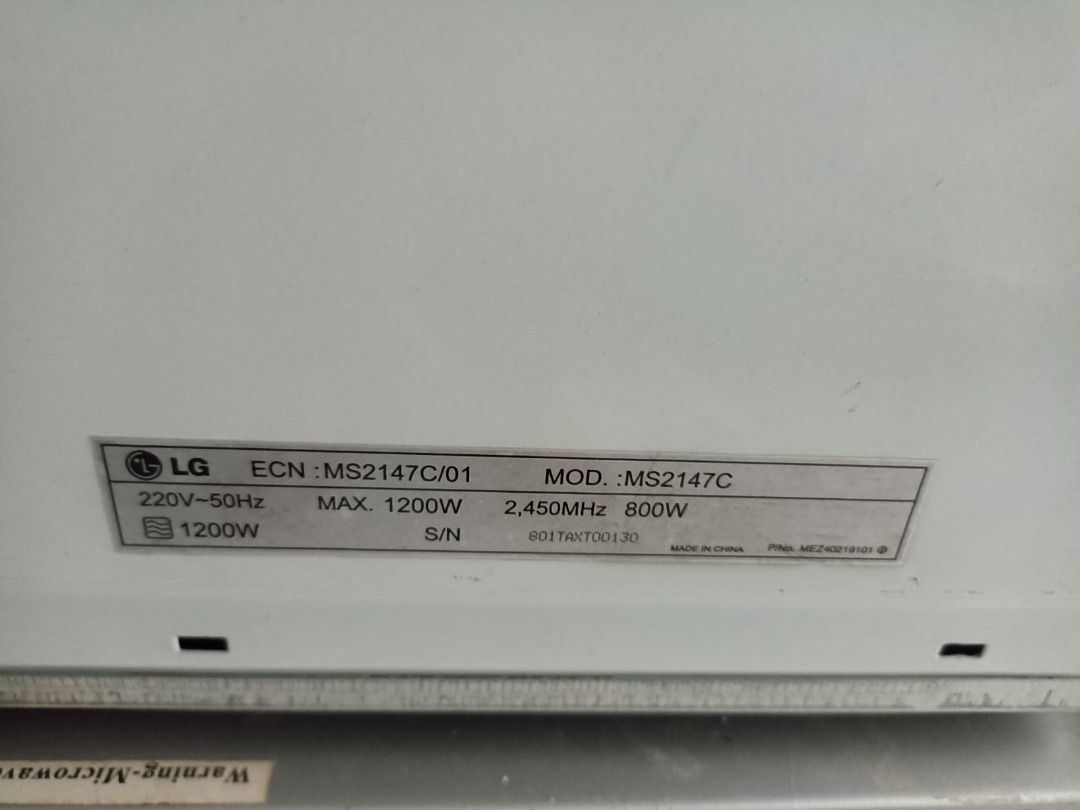 LG ECN :MS2147C/01 MOD. :MS2147C
220V~50Hz MAX. 1200W 2,450MHz 800W
1200W S/N 801TAXT00130 MADE IN CHINA P/No. MEZ40219101
Warning-Microwave